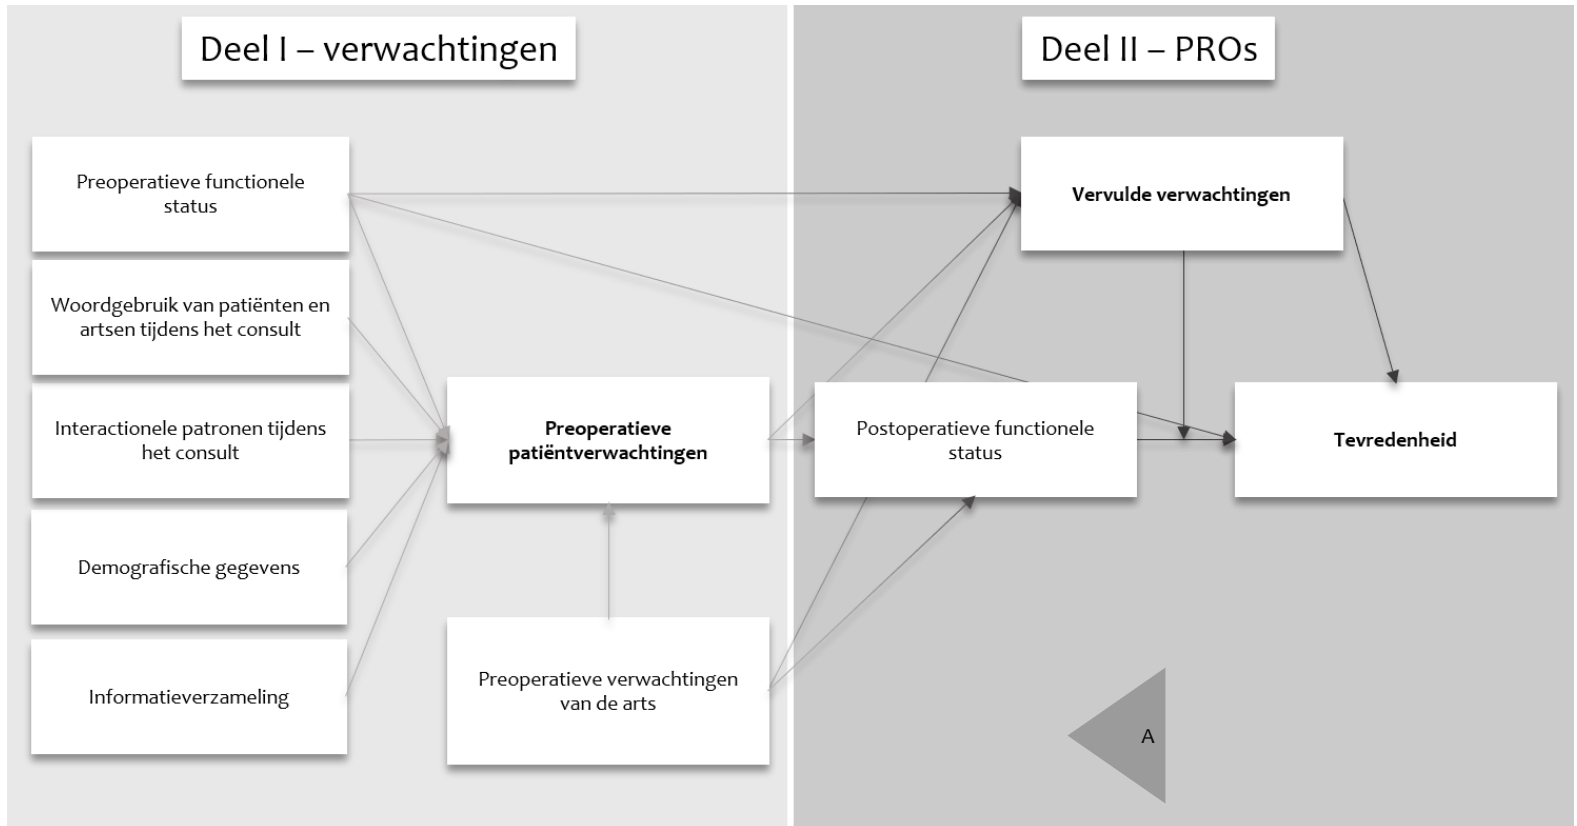 Deel I – verwachtingen
Preoperatieve functionele
status
Woordgebruik van patiënten en
artsen tijdens het consult
Interactionele patronen tijdens
het consult
Demografische gegevens
Informatieverzameling
Preoperatieve
patiëntverwachtingen
Preoperatieve verwachtingen
van de arts
Deel II – PROs
Vervulde verwachtingen
Postoperatieve functionele
status
Tevredenheid
A